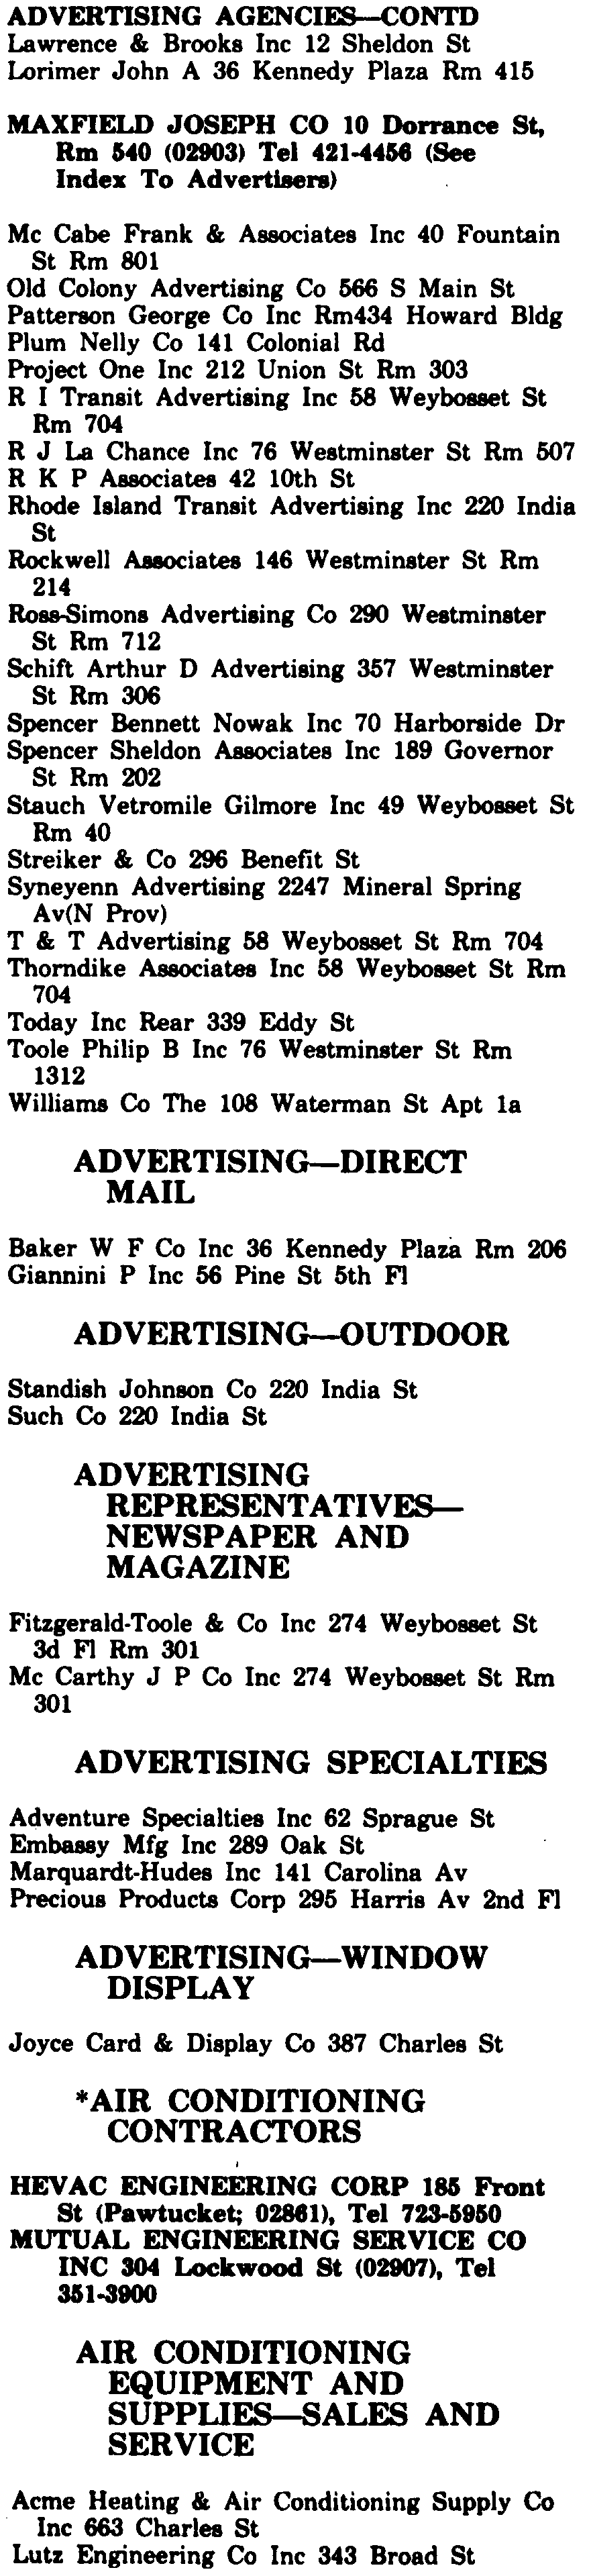 ADVERTISING AGENCIES—CONTD
Lawrence & Brooks Inc 12 Sheldon St
Lorimer John A 36 Kennedy Plaza Rm 415
MAXFIELD JOSEPH CO 10 Dorrance St,
Rm 540 (02903) Tel 421-4456 (See
Index To Advertisers)
Mc Cabe Frank & Associates Inc 40 Fountain
St Rm 801
Old Colony Advertising Co 566 S Main St
Patterson George Co Inc Rm434 Howard Bldg
Plum Nelly Co 141 Colonial Rd
Project One Inc 212 Union St Rm 303
R I Transit Advertising Inc 58 Weybosset St
Rm 704
R J La Chance Inc 76 Westminster St Rm 507
R K P Associates 42 10th St
Rhode Island Transit Advertising Inc 220 India
St
Rockwell Associates 146 Westminster St Rm
214
Ross-Simons Advertising Co 290 Westminster
St Rm 712
Schift Arthur D Advertising 357 Westminster
St Rm 306
Spencer Bennett Nowak Inc 70 Harborside Dr
Spencer Sheldon Associates Inc 189 Governor
St Rm 202
Stauch Vetromile Gilmore Inc 49 Weybosset St
Rm 40
Streiker & Co 296 Benefit St
Syneyenn Advertising 2247 Mineral Spring
Av(N Prov)
T & T Advertising 58 Weybosset St Rm 704
Thorndike Associates Inc 58 Weybosset St Rm
704
Today Inc Rear 339 Eddy St
Toole Philip B Inc 76 Westminster St Rm
1312
Williams Co The 108 Waterman St Apt 1a
ADVERTISING—DIRECT
MAIL
Baker W F Co Inc 36 Kennedy Plaza Rm 206
Giannini P Inc 56 Pine St 5th Fl
ADVERTISING—OUTDOOR
Standish Johnson Co 220 India St
Such Co 220 India St
ADVERTISING
REPRESENTATIVES—
NEWSPAPER AND
MAGAZINE
Fitzgerald-Toole & Co Inc 274 Weybosset St
3d Fl Rm 301
Mc Carthy J P Co Inc 274 Weybosset St Rm
301
ADVERTISING SPECIALTIES
Adventure Specialties Inc 62 Sprague St
Embassy Mfg Inc 289 Oak St
Marquardt-Hudes Inc 141 Carolina Av
Precious Products Corp 295 Harris Av 2nd Fl
ADVERTISING—WINDOW
DISPLAY
Joyce Card & Display Co 387 Charles St
*AIR CONDITIONING
CONTRACTORS
HEVAC ENGINEERING CORP 185 Front
St (Pawtucket; 02861), Tel 723-5950
MUTUAL ENGINEERING SERVICE CO
INC 304 Lockwood St (02907), Tel
351-3900
AIR CONDITIONING
EQUIPMENT AND
SUPPLIES—SALES AND
SERVICE
Acme Heating & Air Conditioning Supply Co
Inc 663 Charles St
Lutz Engineering Co Inc 343 Broad St